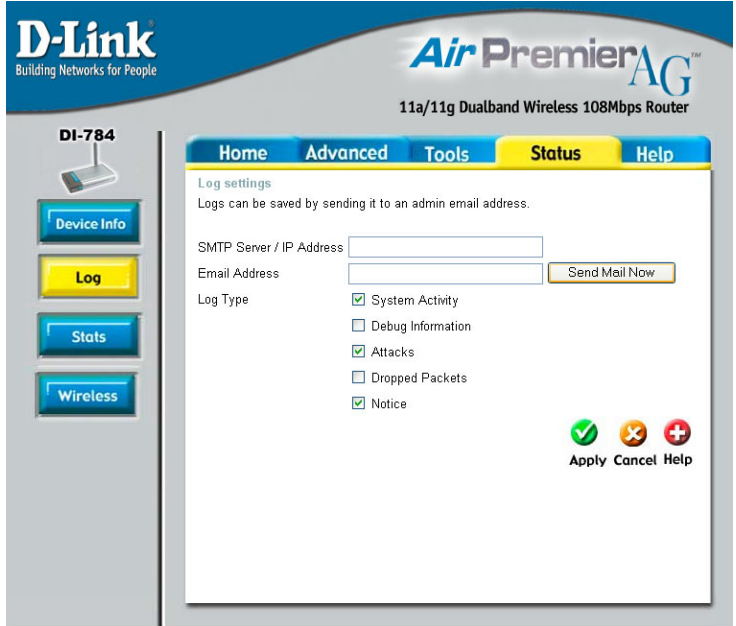 D-Link
Building Networks for People
Air Premier AG™
11a/11g Dualband Wireless 108Mbps Router
DI-784
Home Advanced Tools Status Help
Device Info
Log
Stats
Wireless
Log settings
Logs can be saved by sending it to an admin email address.
SMTP Server / IP Address
Email Address Send Mail Now
Log Type System Activity
Debug Information
Attacks
Dropped Packets
Notice
Apply Cancel Help